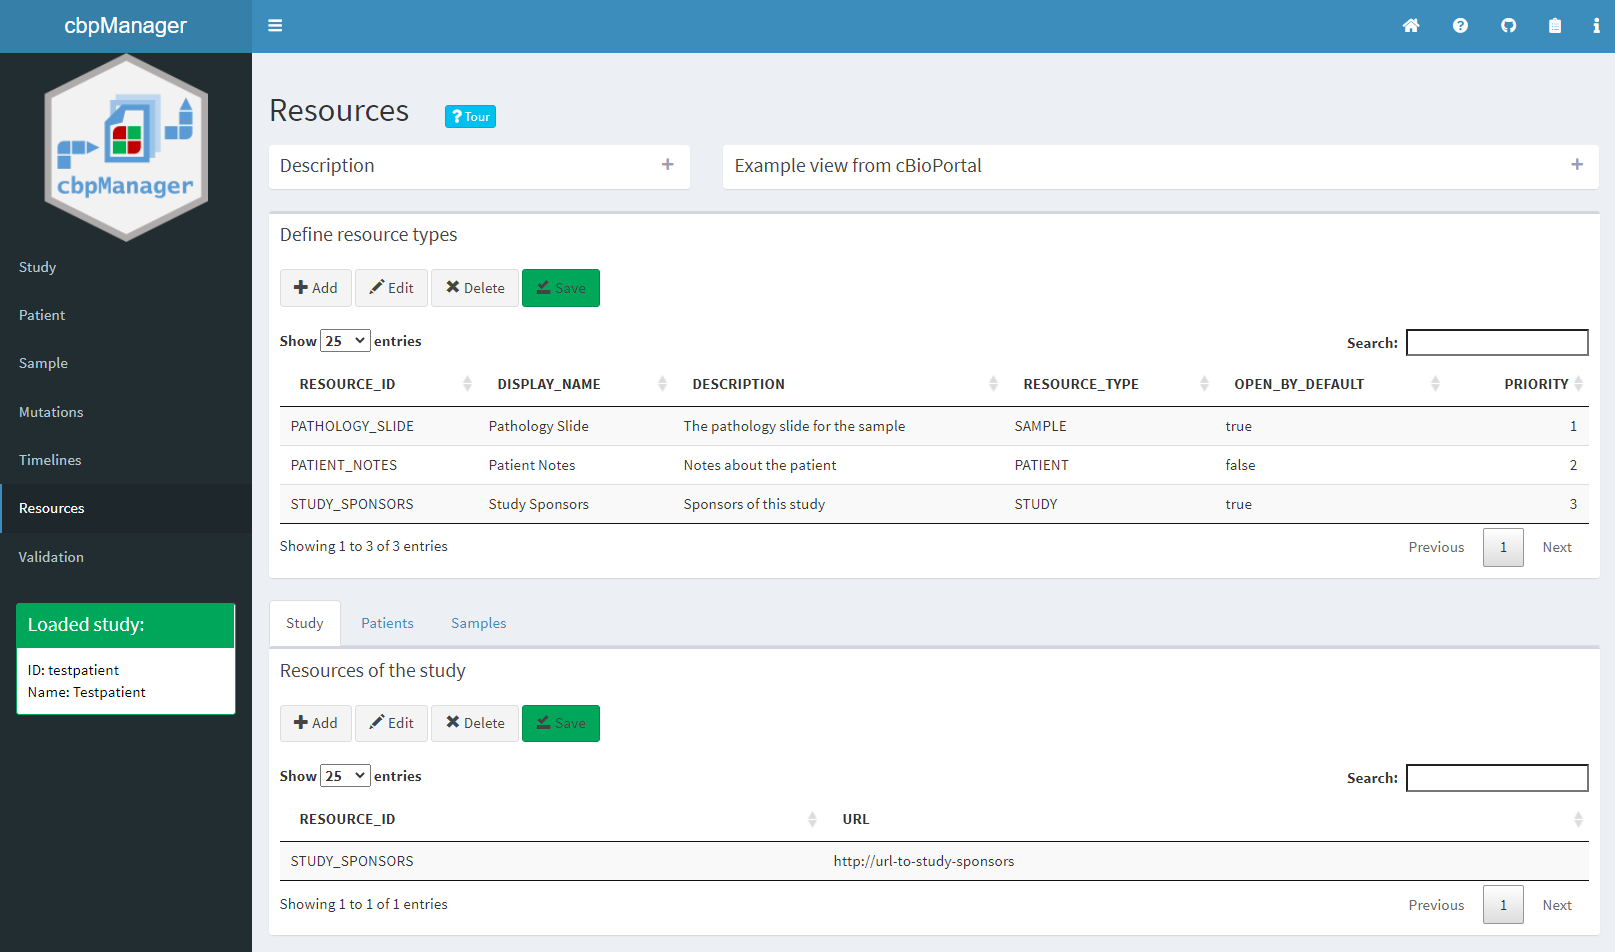 cbpManager
cbpManager
Study
Patient
Sample
Mutations
Timelines
Resources
Validation
Loaded study:
ID: testpatient
Name: Testpatient
Resources
? Tour
Description
Example view from cBioPortal
Define resource types
Add Edit Delete Save
Show 25 entries
Search:
RESOURCE_ID DISPLAY_NAME DESCRIPTION RESOURCE_TYPE OPEN_BY_DEFAULT PRIORITY
PATHOLOGY_SLIDE Pathology Slide The pathology slide for the sample SAMPLE true 1
PATIENT_NOTES Patient Notes Notes about the patient PATIENT false 2
STUDY_SPONSORS Study Sponsors Sponsors of this study STUDY true 3
Showing 1 to 3 of 3 entries
Previous 1 Next
Study Patients Samples
Resources of the study
Add Edit Delete Save
Show 25 entries
Search:
RESOURCE_ID URL
STUDY_SPONSORS http://url-to-study-sponsors
Showing 1 to 1 of 1 entries
Previous 1 Next